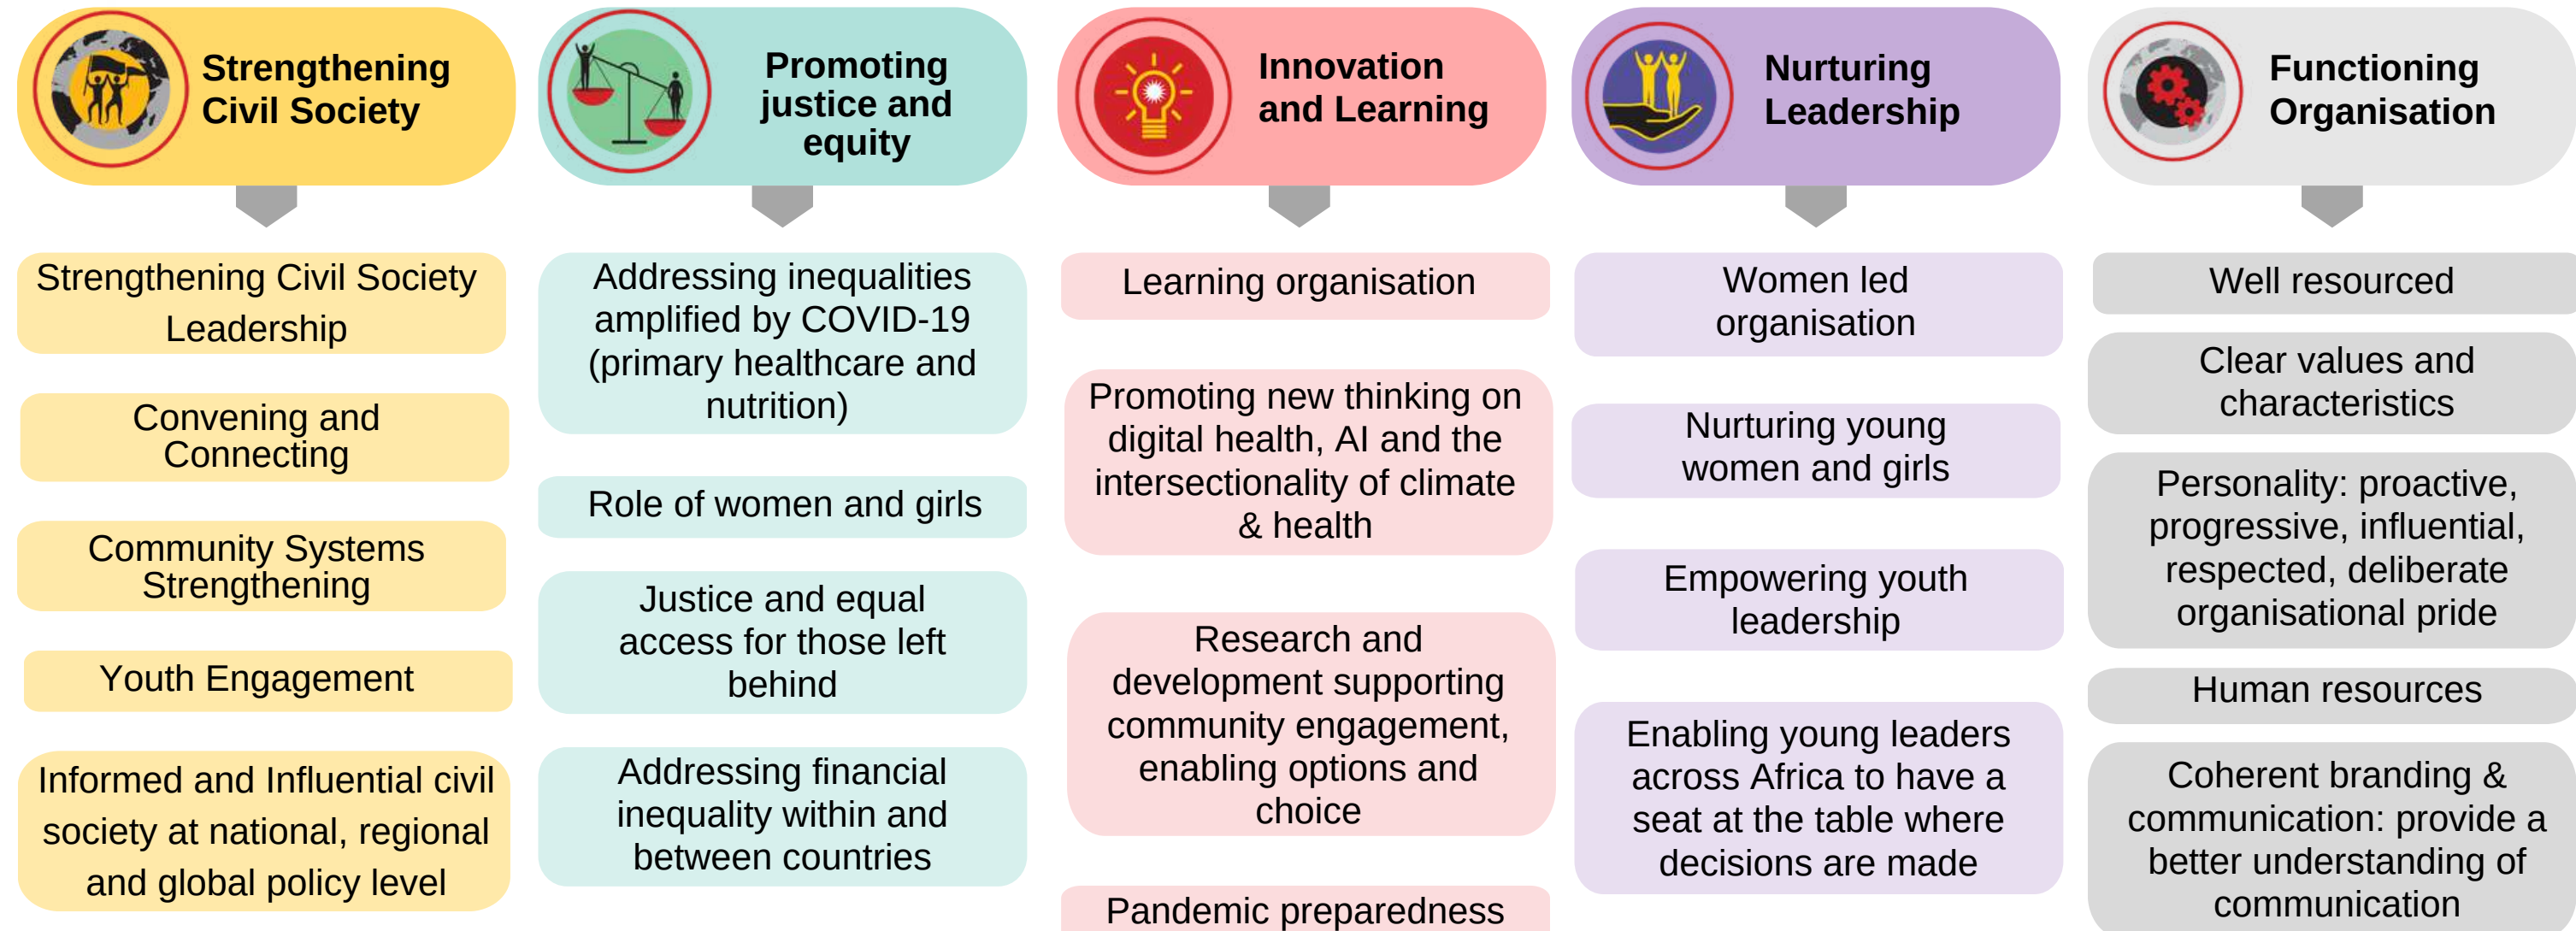 Strengthening
Civil Society
Strengthening Civil Society
Leadership
Convening and
Connecting
Community Systems
Strengthening
Youth Engagement
Informed and Influential civil
society at national, regional
and global policy level
Promoting
justice and
equity
Addressing inequalities
amplified by COVID-19
(primary healthcare and
nutrition)
Role of women and girls
Justice and equal
access for those left
behind
Addressing financial
inequality within and
between countries
Innovation
and Learning
Learning organisation
Promoting new thinking on
digital health, AI and the
intersectionality of climate
& health
Research and
development supporting
community engagement,
enabling options and
choice
Pandemic preparedness
Nurturing
Leadership
Women led
organisation
Nurturing young
women and girls
Empowering youth
leadership
Enabling young leaders
across Africa to have a
seat at the table where
decisions are made
Functioning
Organisation
Well resourced
Clear values and
characteristics
Personality: proactive,
progressive, influential,
respected, deliberate
organisational pride
Human resources
Coherent branding &
communication: provide a
better understanding of
communication